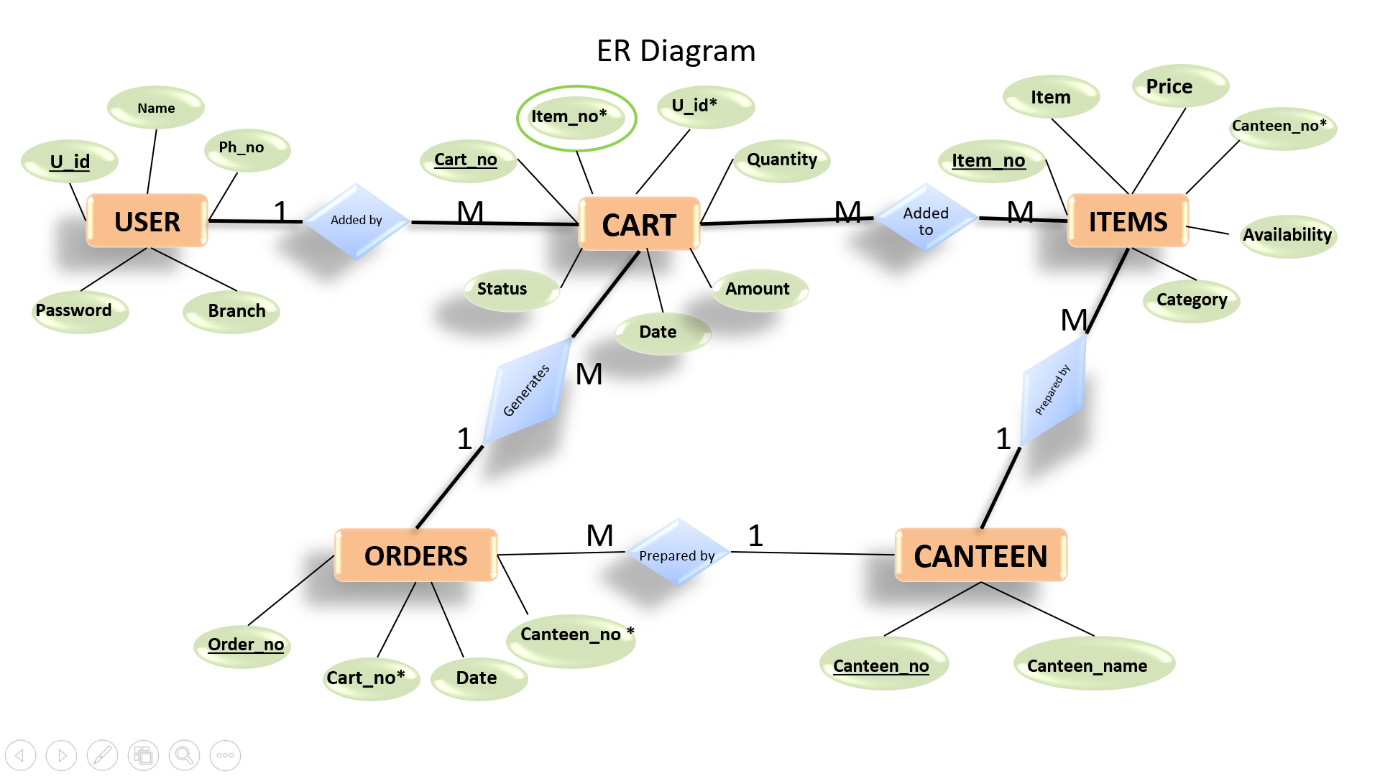 ER Diagram
Name
U_id
Ph_no
USER
Password
Branch
1
Added by
M
Item_no*
U_id*
Cart_no
Quantity
CART
Status
Date
Amount
M
Added
to
M
Item
Price
Canteen_no*
Item_no
ITEMS
Availability
Category
M
Generates
1
M
Prepared by
1
ORDERS
M
Prepared by
1
CANTEEN
Order_no
Cart_no*
Date
Canteen_no *
Canteen_no
Canteen_name